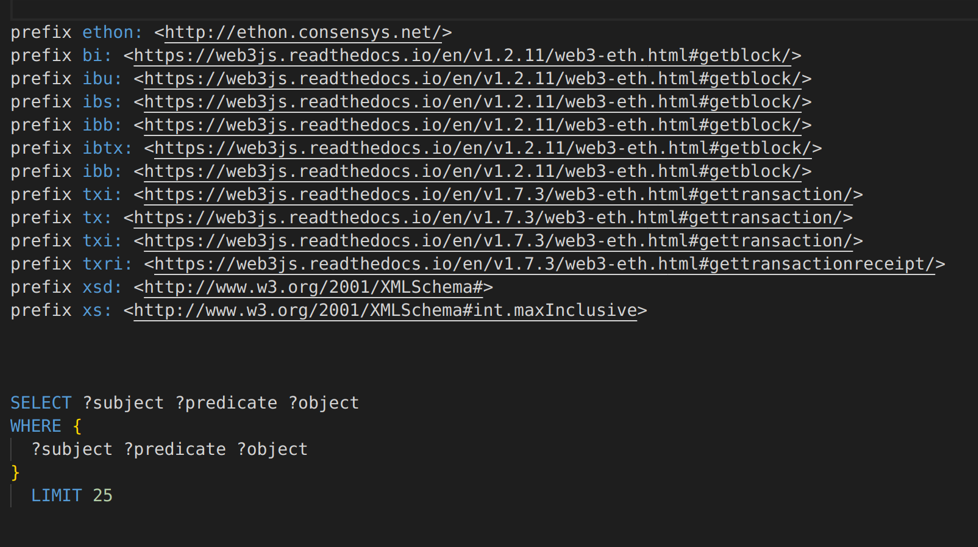 prefix ethon: <http://ethon.consensys.net/>
prefix bi: <https://web3js.readthedocs.io/en/v1.2.11/web3-eth.html#getblock/>
prefix ibu: <https://web3js.readthedocs.io/en/v1.2.11/web3-eth.html#getblock/>
prefix ibs: <https://web3js.readthedocs.io/en/v1.2.11/web3-eth.html#getblock/>
prefix ibb: <https://web3js.readthedocs.io/en/v1.2.11/web3-eth.html#getblock/>
prefix ibtx: <https://web3js.readthedocs.io/en/v1.2.11/web3-eth.html#getblock/>
prefix ibb: <https://web3js.readthedocs.io/en/v1.2.11/web3-eth.html#getblock/>
prefix txi: <https://web3js.readthedocs.io/en/v1.7.3/web3-eth.html#gettransaction/>
prefix tx: <https://web3js.readthedocs.io/en/v1.7.3/web3-eth.html#gettransaction/>
prefix txi: <https://web3js.readthedocs.io/en/v1.7.3/web3-eth.html#gettransaction/>
prefix txri: <https://web3js.readthedocs.io/en/v1.7.3/web3-eth.html#gettransactionreceipt/>
prefix xsd: <http://www.w3.org/2001/XMLSchema#>
prefix xs: <http://www.w3.org/2001/XMLSchema#int.maxInclusive>
SELECT ?subject ?predicate ?object
WHERE {
  ?subject ?predicate ?object
}
  LIMIT 25